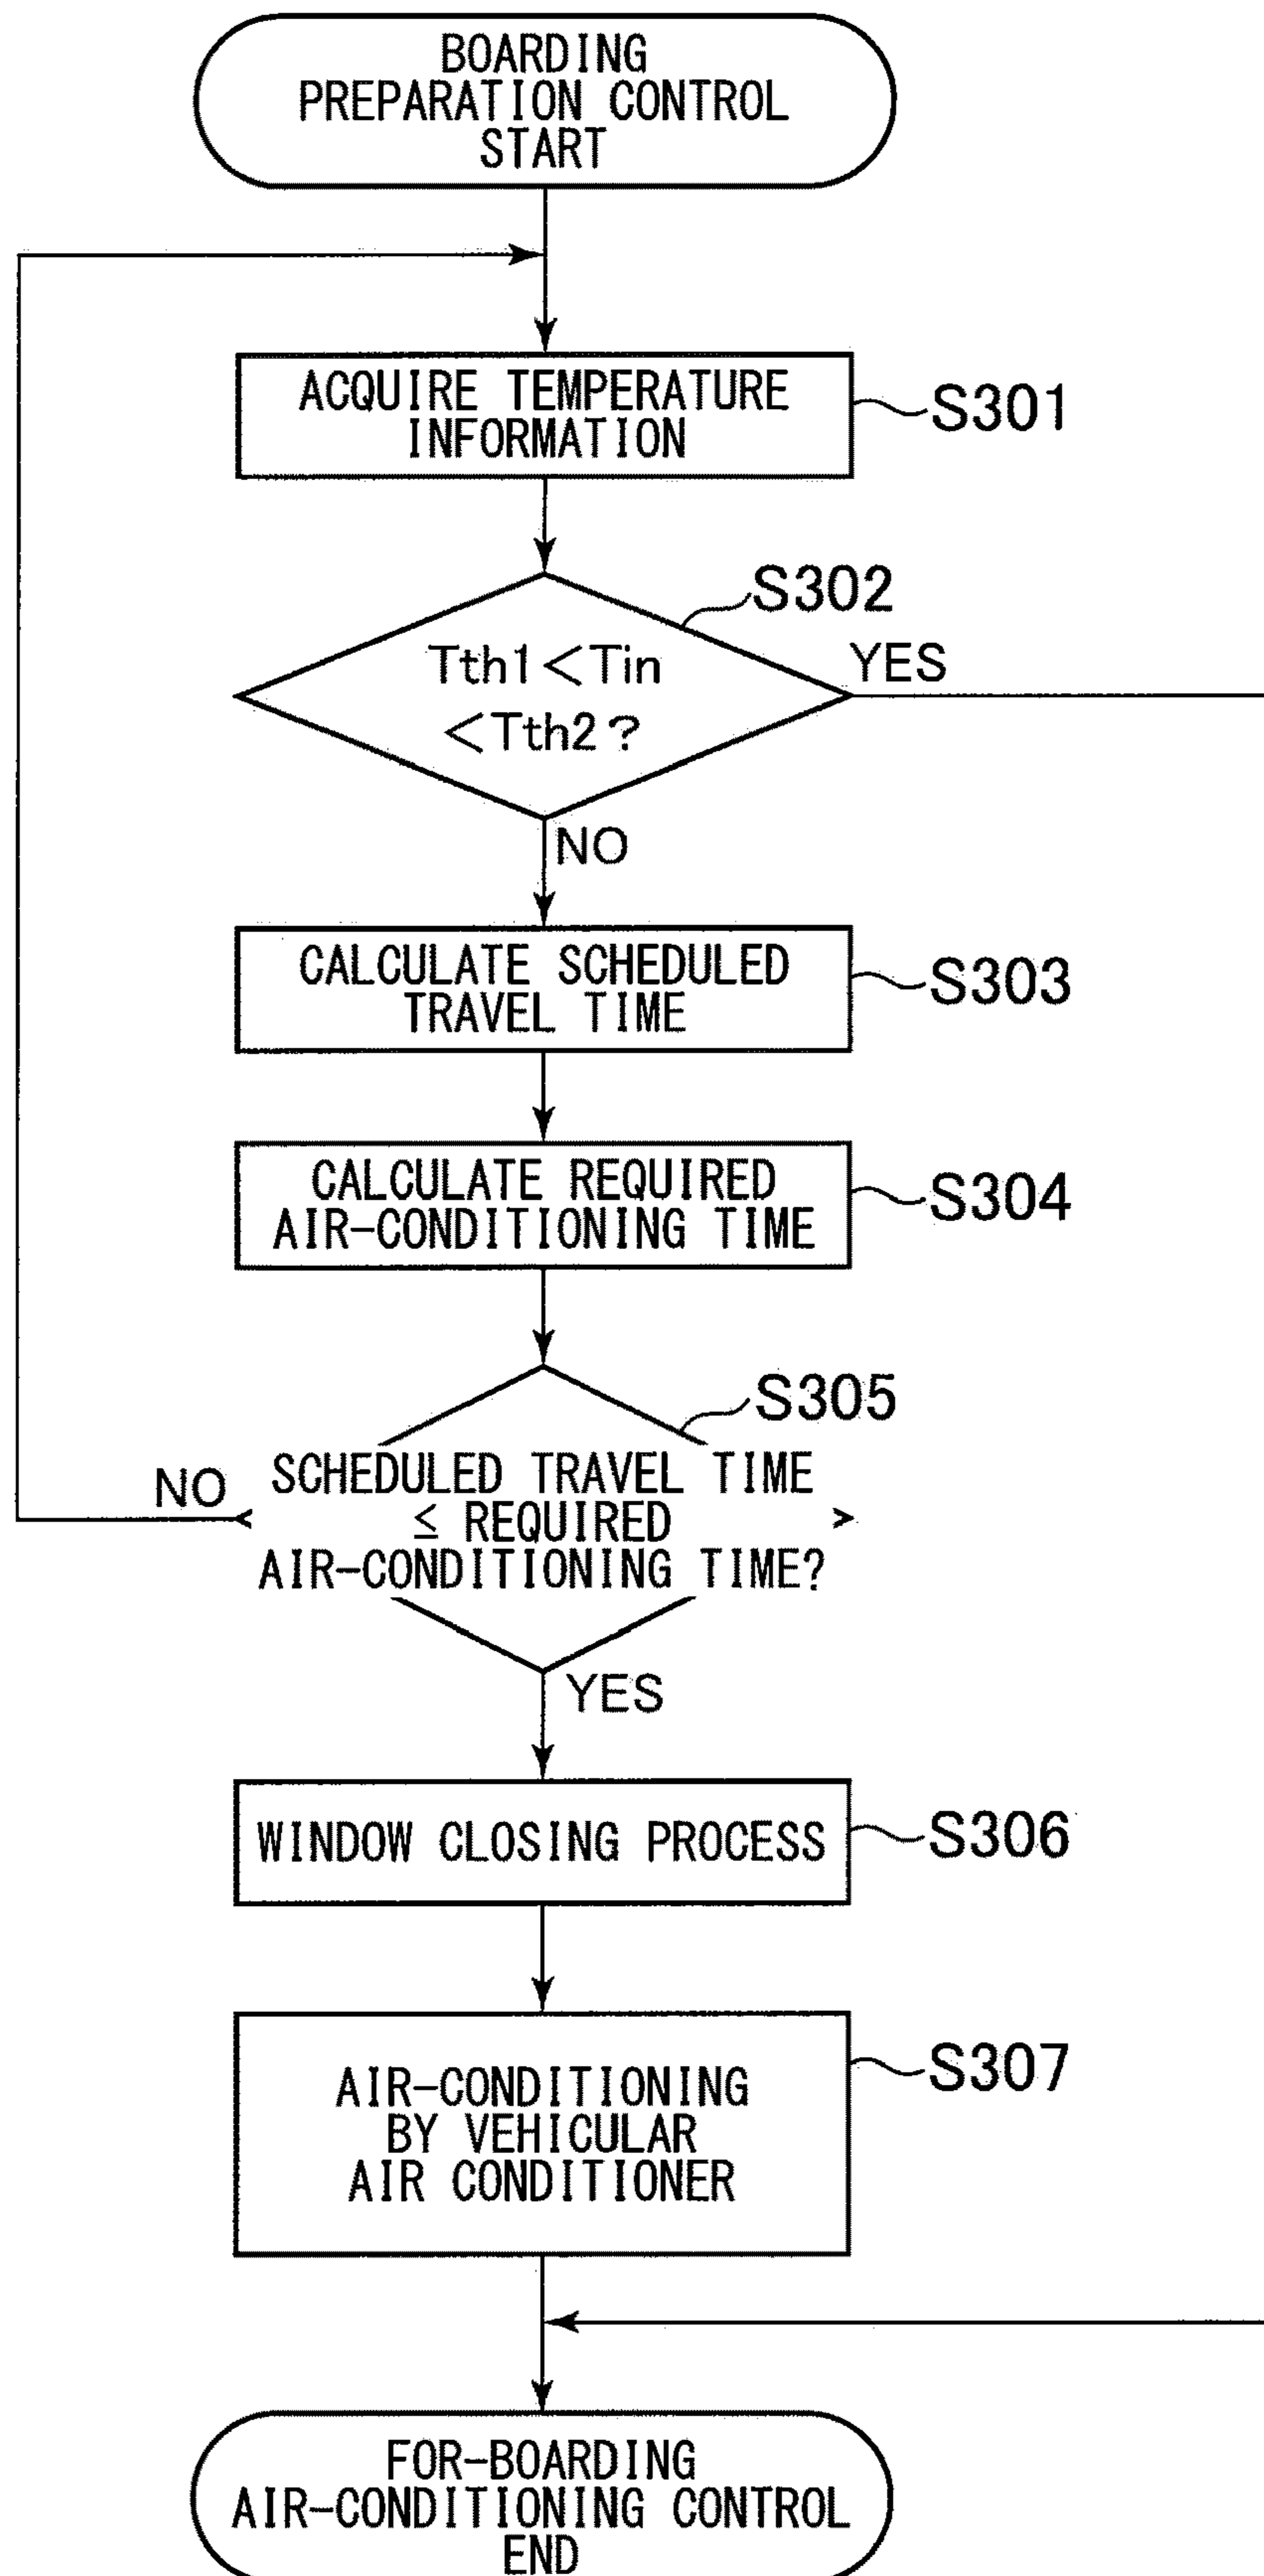 BOARDING
PREPARATION CONTROL
START
ACQUIRE TEMPERATURE
INFORMATION
S301
S302
Tth1<Tin
<Tth2?
YES
NO
CALCULATE SCHEDULED
TRAVEL TIME
S303
CALCULATE REQUIRED
AIR-CONDITIONING TIME
S304
S305
SCHEDULED TRAVEL TIME
≤ REQUIRED
AIR-CONDITIONING TIME?
NO
YES
WINDOW CLOSING PROCESS
S306
AIR-CONDITIONING
BY VEHICULAR
AIR CONDITIONER
S307
FOR-BOARDING
AIR-CONDITIONING CONTROL
END